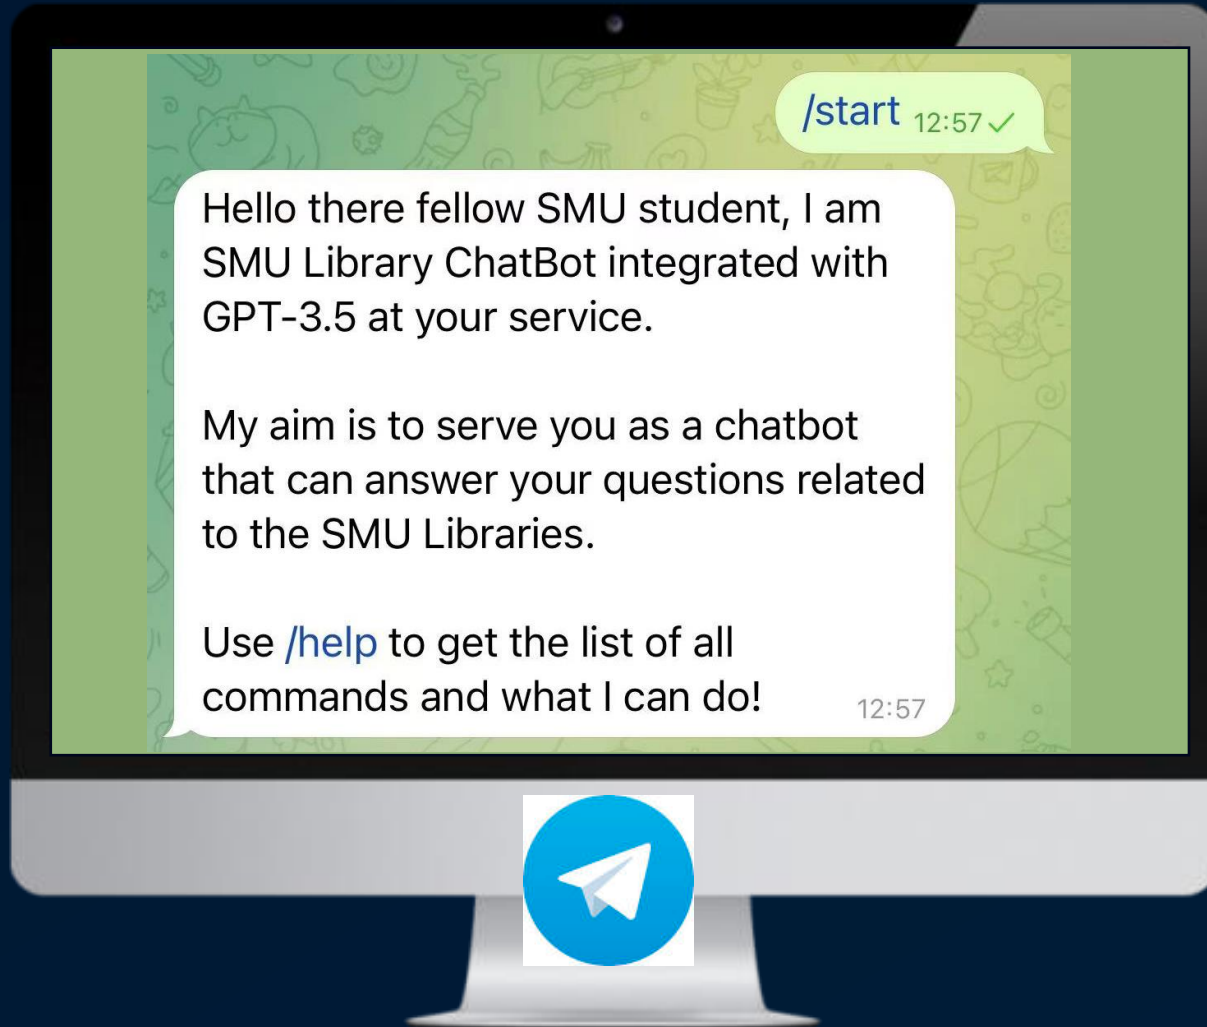 /start 12:57
Hello there fellow SMU student, I am
SMU Library ChatBot integrated with
GPT-3.5 at your service.
My aim is to serve you as a chatbot
that can answer your questions related
to the SMU Libraries.
Use /help to get the list of all
commands and what I can do!
12:57